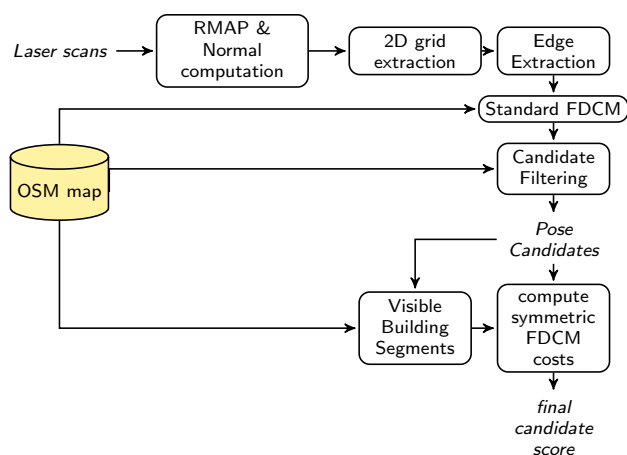 Laser scans
RMAP &
Normal
computation
2D grid
extraction
Edge
Extraction
Standard FDCM
OSM map
Candidate
Filtering
Pose
Candidates
Visible
Building
Segments
compute
symmetric
FDCM
costs
final
candidate
score